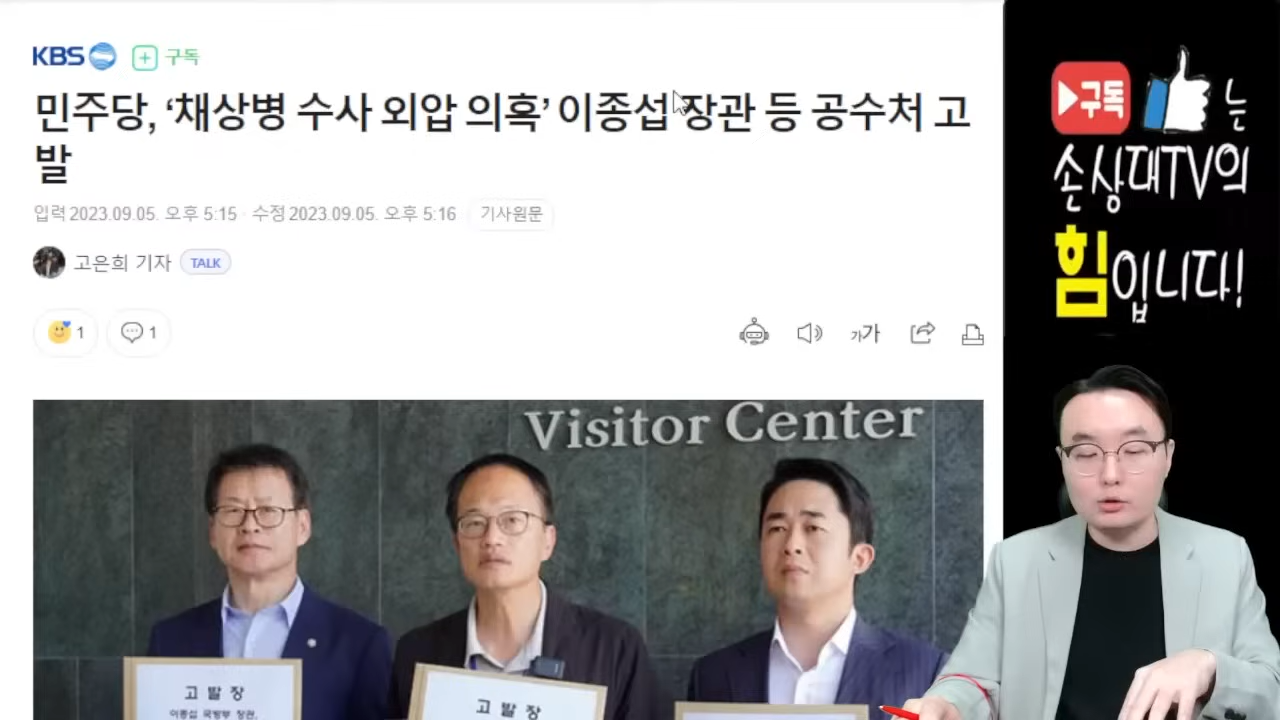 KBS
구독
민주당, ‘채상병 수사 외압 의혹’ 이종섭 장관 등 공수처 고
발
입력 2023.09.05. 오후 5:15 · 수정 2023.09.05. 오후 5:16 기사원문
고은희 기자 TALK
1 1
가가
Visitor Center
고 발 장
이종섭 국방부 장관,
고 발 장
구독 는
손상대TV의
힘입니다!